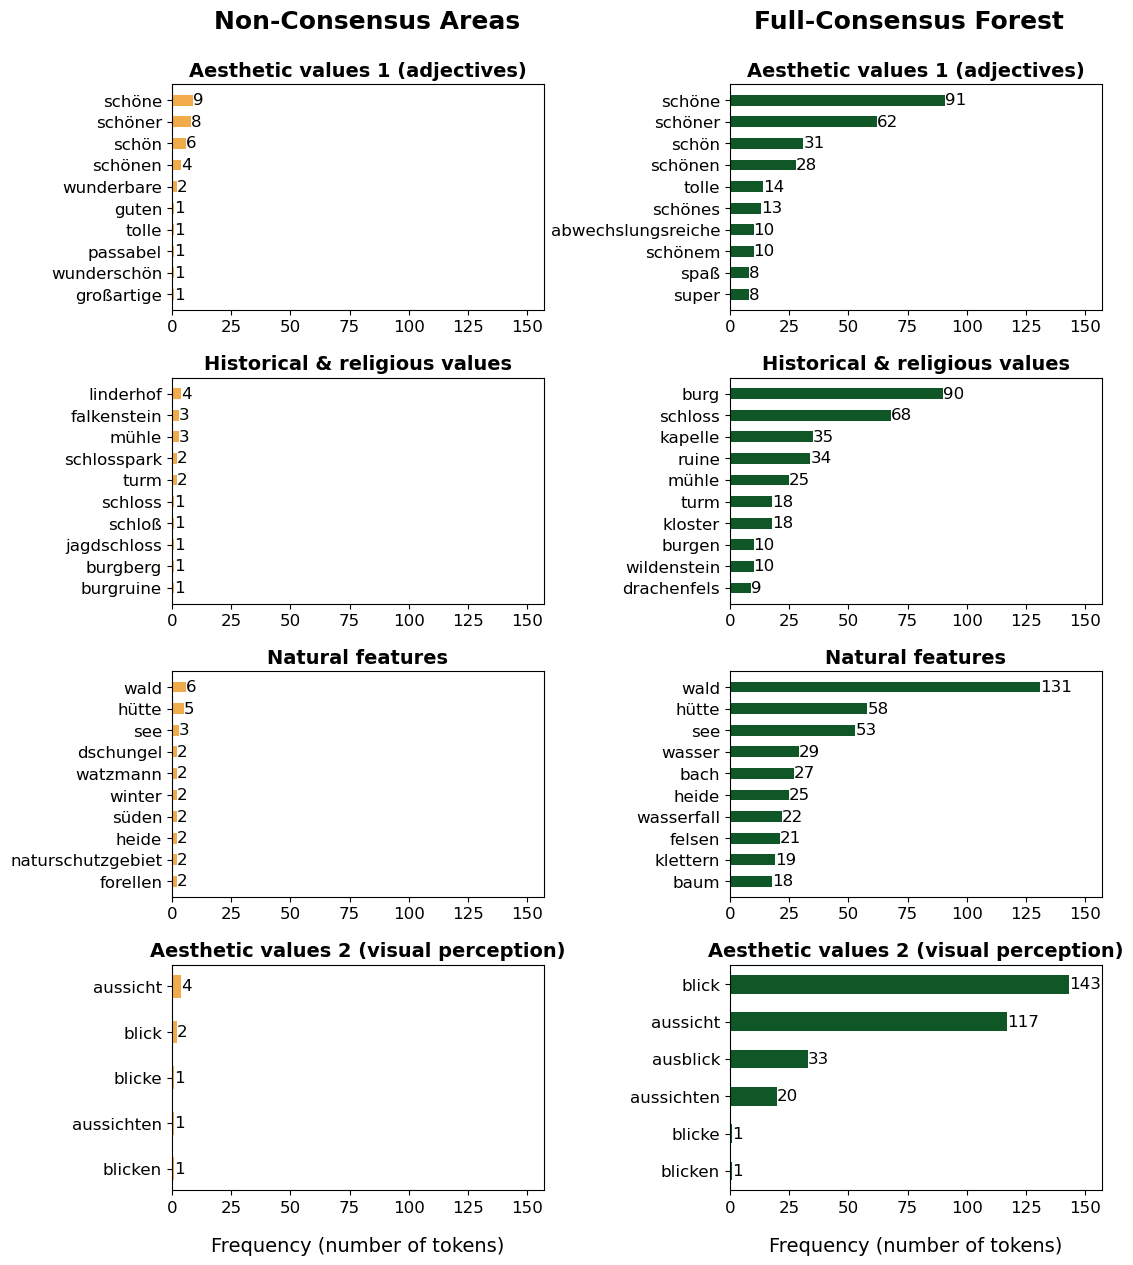 Non-Consensus Areas
Full-Consensus Forest
Aesthetic values 1 (adjectives)
schöne 9
schöner 8
schön 6
schönen 4
wunderbare 2
guten 1
tolle 1
passabel 1
wunderschön 1
großartige 1
0 25 50 75 100 125 150
Aesthetic values 1 (adjectives)
schöne 91
schöner 62
schön 31
schönen 28
tolle 14
schönes 13
abwechslungsreiche 10
schönem 10
spaß 8
super 8
0 25 50 75 100 125 150
Historical & religious values
linderhof 4
falkenstein 3
mühle 3
schlosspark 2
turm 2
schloss 1
schloß 1
jagdschloss 1
burgberg 1
burgruine 1
0 25 50 75 100 125 150
Historical & religious values
burg 90
schloss 68
kapelle 35
ruine 34
mühle 25
turm 18
kloster 18
burgen 10
wildenstein 10
drachenfels 9
0 25 50 75 100 125 150
Natural features
wald 6
hütte 5
see 3
dschungel 2
watzmann 2
winter 2
süden 2
heide 2
naturschutzgebiet 2
forellen 2
0 25 50 75 100 125 150
Natural features
wald 131
hütte 58
see 53
wasser 29
bach 27
heide 25
wasserfall 22
felsen 21
klettern 19
baum 18
0 25 50 75 100 125 150
Aesthetic values 2 (visual perception)
aussicht 4
blick 2
blicke 1
aussichten 1
blicken 1
0 25 50 75 100 125 150
Frequency (number of tokens)
Aesthetic values 2 (visual perception)
blick 143
aussicht 117
ausblick 33
aussichten 20
blicke 1
blicken 1
0 25 50 75 100 125 150
Frequency (number of tokens)